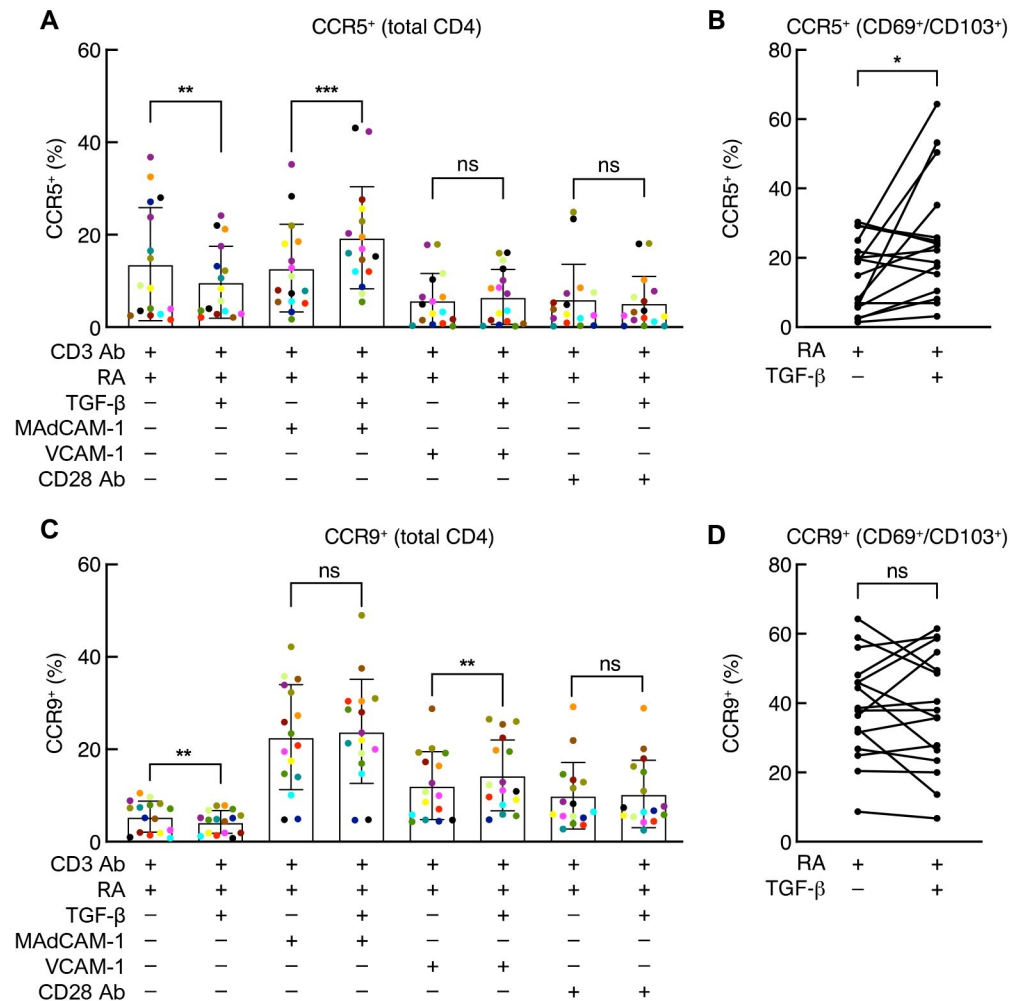 A
CCR5⁺ (total CD4)
60
40
20
0
CCR5⁺ (%)
**
***
ns
ns
CD3 Ab + + + + + + + +
RA + + + + + + + +
TGF-β − + − + − + − +
MAdCAM-1 − − + + − − − −
VCAM-1 − − − − + + − −
CD28 Ab − − − − − − + +
B
CCR5⁺ (CD69⁺/CD103⁺)
80
60
40
20
0
CCR5⁺ (%)
*
RA + +
TGF-β − +
C
CCR9⁺ (total CD4)
60
40
20
0
CCR9⁺ (%)
**
ns
**
ns
CD3 Ab + + + + + + + +
RA + + + + + + + +
TGF-β − + − + − + − +
MAdCAM-1 − − + + − − − −
VCAM-1 − − − − + + − −
CD28 Ab − − − − − − + +
D
CCR9⁺ (CD69⁺/CD103⁺)
80
60
40
20
0
CCR9⁺ (%)
ns
RA + +
TGF-β − +